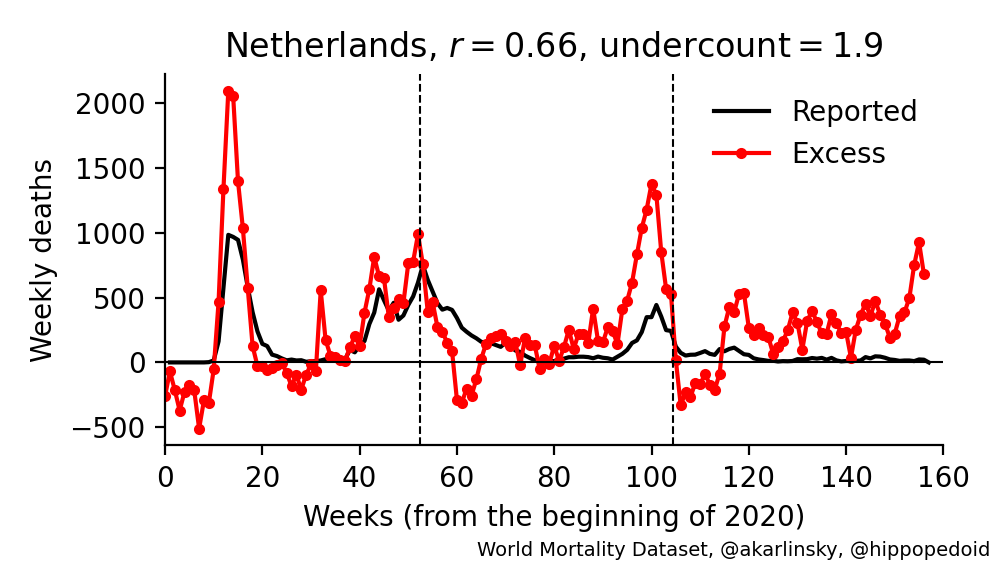 Netherlands, r = 0.66, undercount = 1.9
Weekly deaths
2000
1500
1000
500
0
−500
Reported
Excess
0 20 40 60 80 100 120 140 160
Weeks (from the beginning of 2020)
World Mortality Dataset, @akarlinsky, @hippopedoid